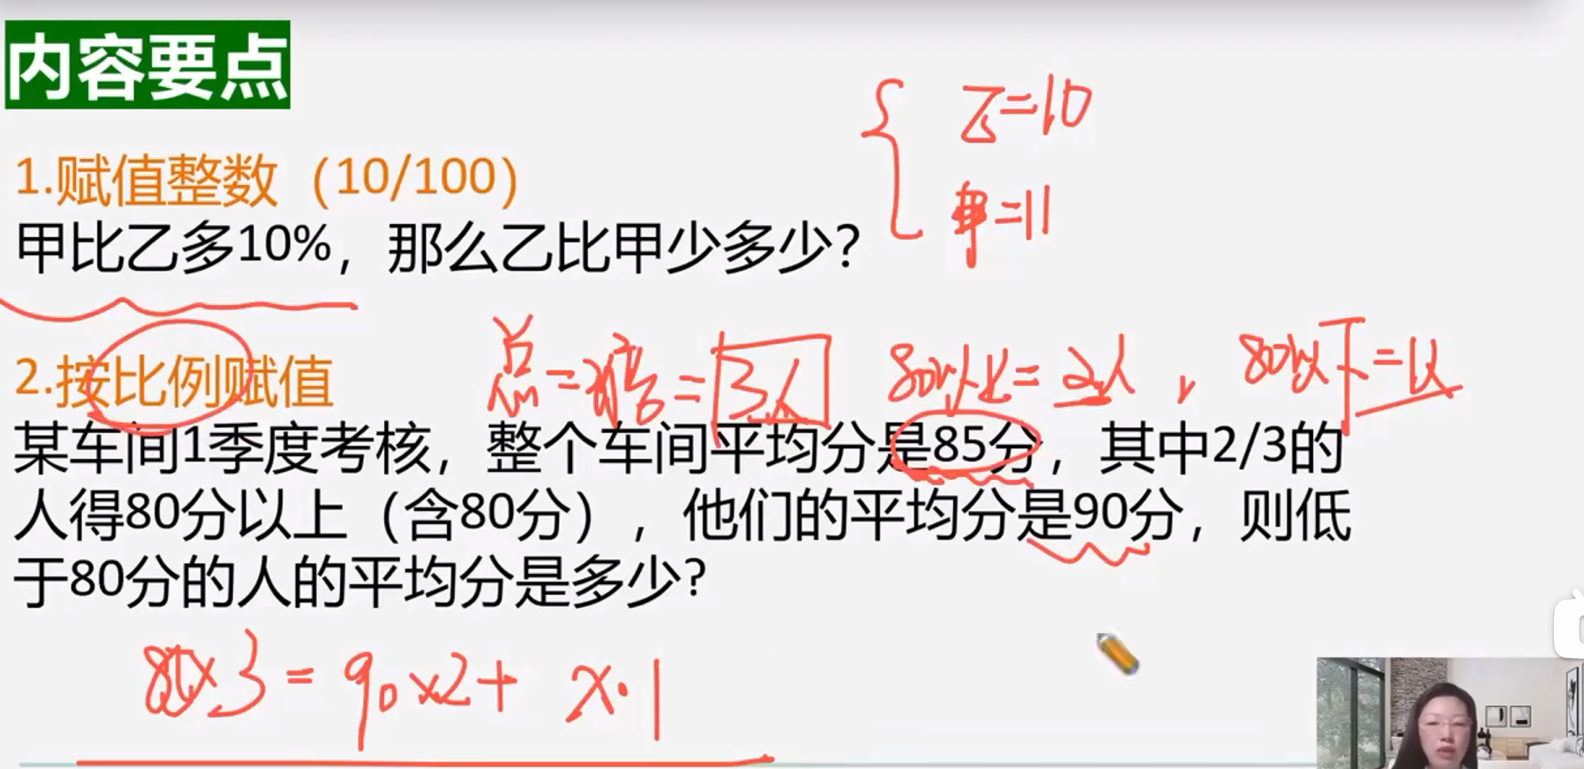 内容要点
乙=10
1.赋值整数（10/100）
甲=11
甲比乙多10%，那么乙比甲少多少？
2.按比例赋值
总= =3人 80以上=2人， 80以下=1人
某车间1季度考核，整个车间平均分是85分，其中2/3的
人得80分以上（含80分），他们的平均分是90分，则低
于80分的人的平均分是多少？
85×3=90×2+x·1